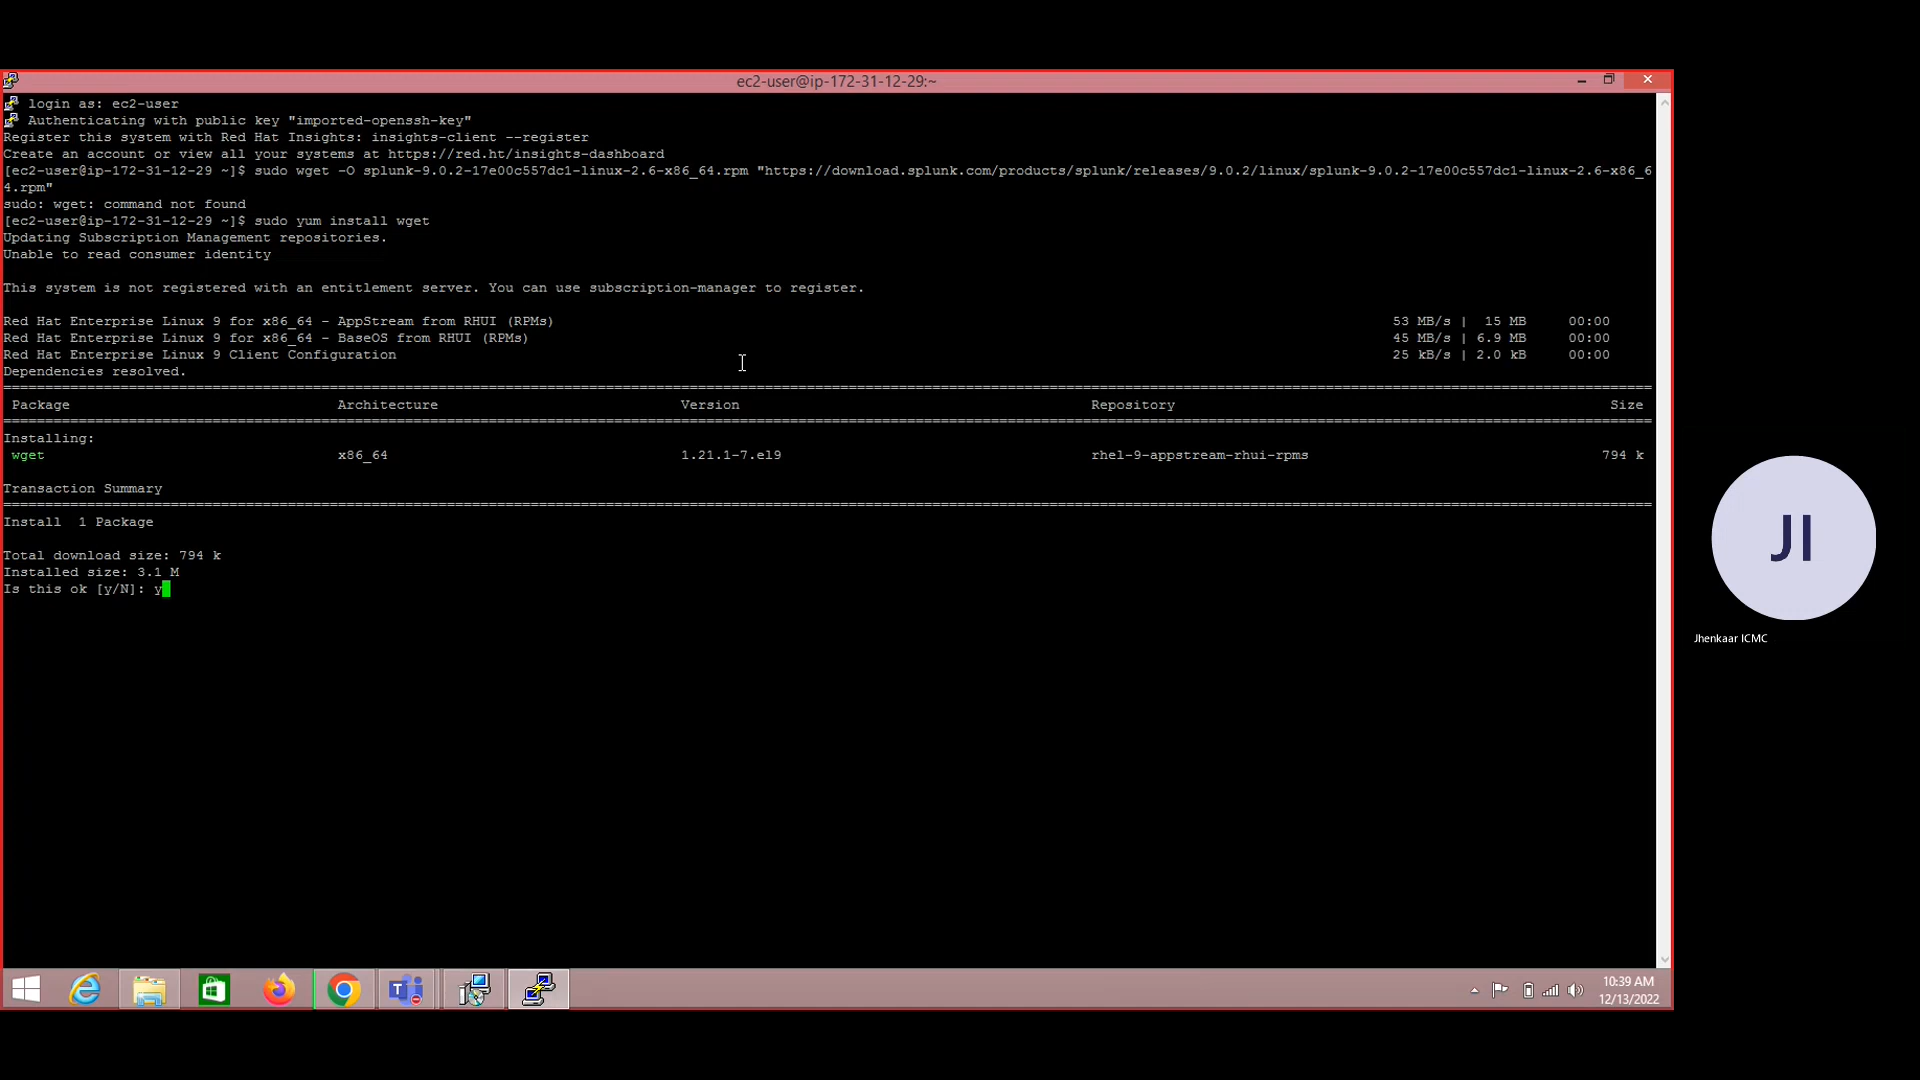 ec2-user@ip-172-31-12-29:~
login as: ec2-user
Authenticating with public key "imported-openssh-key"
Register this system with Red Hat Insights: insights-client --register
Create an account or view all your systems at https://red.ht/insights-dashboard
[ec2-user@ip-172-31-12-29 ~]$ sudo wget -O splunk-9.0.2-17e00c557dc1-linux-2.6-x86_64.rpm "https://download.splunk.com/products/splunk/releases/9.0.2/linux/splunk-9.0.2-17e00c557dc1-linux-2.6-x86_6
4.rpm"
sudo: wget: command not found
[ec2-user@ip-172-31-12-29 ~]$ sudo yum install wget
Updating Subscription Management repositories.
Unable to read consumer identity
This system is not registered with an entitlement server. You can use subscription-manager to register.
Red Hat Enterprise Linux 9 for x86_64 - AppStream from RHUI (RPMs) 53 MB/s | 15 MB 00:00
Red Hat Enterprise Linux 9 for x86_64 - BaseOS from RHUI (RPMs) 45 MB/s | 6.9 MB 00:00
Red Hat Enterprise Linux 9 Client Configuration 25 kB/s | 2.0 kB 00:00
Dependencies resolved.
Package Architecture Version Repository Size
Installing:
wget x86_64 1.21.1-7.el9 rhel-9-appstream-rhui-rpms 794 k
Transaction Summary
Install 1 Package
Total download size: 794 k
Installed size: 3.1 M
Is this ok [y/N]: y
JI
Jhenkaar ICMC
10:39 AM
12/13/2022